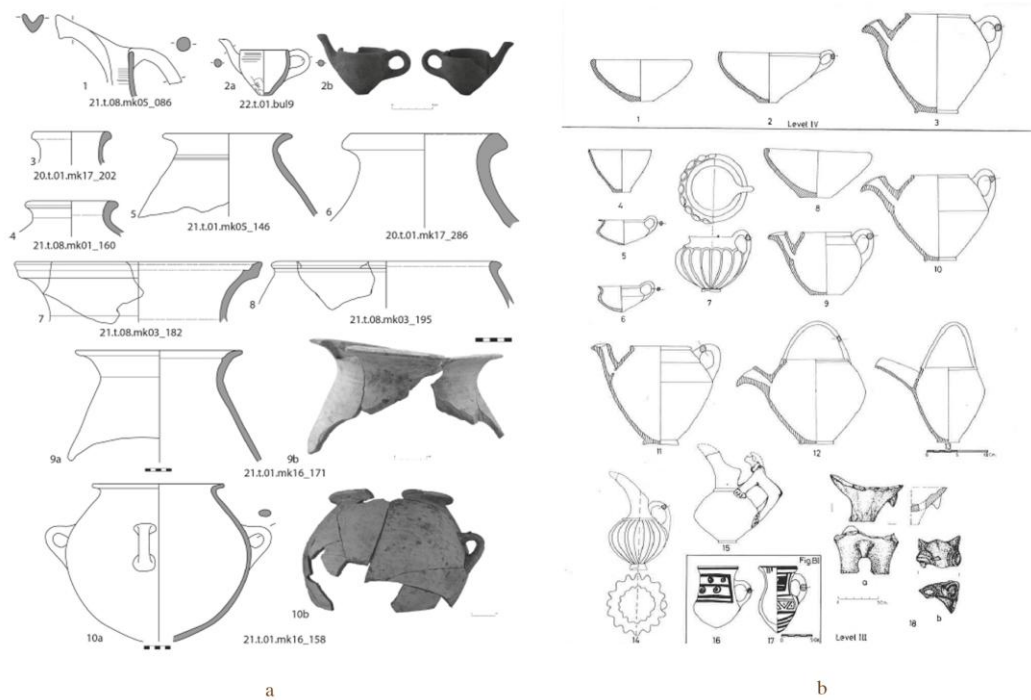 1
21.t.08.mk05_086
2a
22.t.01.bul9
2b
3
20.t.01.mk17_202
4
21.t.08.mk01_160
5
21.t.01.mk05_146
6
20.t.01.mk17_286
7
21.t.08.mk03_182
8
21.t.08.mk03_195
9a
9b
21.t.01.mk16_171
10a
10b
21.t.01.mk16_158
a
1
2
Level IV
3
4
5
6
7
8
9
10
11
12
14
15
Fig.BI
16
17
a
18
b
Level III
b